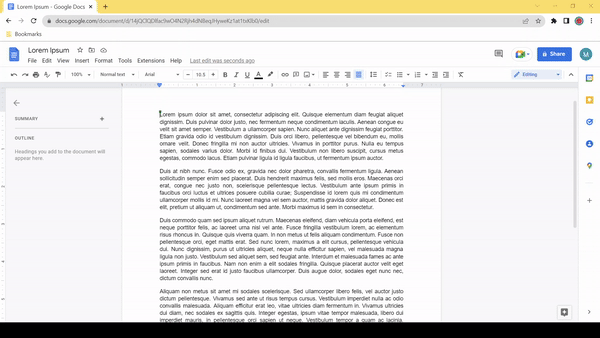 Lorem Ipsum - Google Docs
docs.google.com/document/d/
Bookmarks
Lorem Ipsum
File Edit View Insert Format Tools Extensions Help Last edit was seconds ago
Share
M
100% Normal text Arial 10.5 Editing
SUMMARY
OUTLINE
Headings you add to the document will
appear here.
Lorem ipsum dolor sit amet, consectetur adipiscing elit. Quisque elementum diam feugiat aliquet
dignissim. Duis pulvinar dolor justo, nec fermentum neque condimentum iaculis. Aenean congue eu
velit sit amet semper. Vestibulum a ullamcorper sapien. Nunc aliquet ante dignissim feugiat porttitor.
Etiam gravida odio id vestibulum dignissim. Duis orci libero, pellentesque vel bibendum eu, mollis
ornare velit. Donec fringilla mi non auctor ultricies. Vivamus in porttitor purus. Nulla eu tempus
sapien, sodales varius dolor. Morbi id finibus dui. Vestibulum non libero suscipit, cursus metus
egestas, commodo lacus. Etiam pulvinar ligula id ligula faucibus, ut fermentum ipsum auctor.
Duis at nibh nunc. Fusce odio ex, gravida nec dolor pharetra, convallis fermentum ligula. Aenean
sollicitudin semper enim sed placerat. Duis hendrerit maximus felis, sed mollis eros. Maecenas orci
erat, congue nec justo non, scelerisque pellentesque lectus. Vestibulum ante ipsum primis in
faucibus orci luctus et ultrices posuere cubilia curae; Suspendisse id lorem quis mi condimentum
ullamcorper mollis id mi. Nunc laoreet magna vel sem auctor, mattis gravida dolor aliquet. Donec est
elit, pretium ut aliquam ut, condimentum sed ante. Morbi maximus id sem in consectetur.
Duis commodo quam sed ipsum aliquet rutrum. Maecenas eleifend, diam vehicula porta eleifend, est
neque porttitor felis, ac laoreet urna nisl vel ante. Fusce fringilla vestibulum lorem, ac elementum
risus rhoncus in. Quisque quis viverra quam. In non metus ut felis aliquam condimentum. Fusce non
pellentesque orci, eget mattis erat. Sed nunc lorem, maximus a elit cursus, pellentesque vehicula
dui. Nunc dignissim, purus ut ultricies aliquet, neque nulla efficitur sapien, vel malesuada magna
ligula non justo. Vestibulum sed aliquet sem, sed feugiat ante. Interdum et malesuada fames ac ante
ipsum primis in faucibus. Nam non enim a elit sodales fringilla. Quisque placerat auctor velit eget
laoreet. Integer sed erat id justo faucibus ullamcorper. Duis augue dolor, sodales eget nunc nec,
dictum convallis nunc.
Aliquam non metus sit amet mi sodales scelerisque. Sed ullamcorper libero felis, vel auctor justo
dictum pellentesque. Vivamus sed ante ut risus tempus cursus. Vestibulum imperdiet nulla ac odio
convallis malesuada. Aliquam efficitur erat leo, vitae ultricies diam fermentum in. Vivamus ultrices
dui diam, nec sodales ex sagittis quis. Integer egestas, ipsum vitae tempor malesuada, libero dui
imperdiet mauris, in porttitor orci sapien ut neque. Vestibulum tempor a quam ac lacinia.